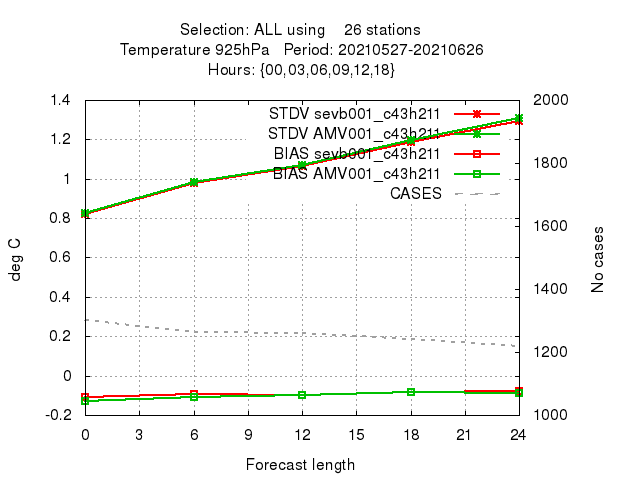 Selection: ALL using 26 stations
Temperature 925hPa Period: 20210527-20210626
Hours: {00,03,06,09,12,18}
STDV sevb001_c43h211
STDV AMV001_c43h211
BIAS sevb001_c43h211
BIAS AMV001_c43h211
CASES
1.4
1.2
1
0.8
0.6
0.4
0.2
0
-0.2
deg C
2000
1800
1600
1400
1200
1000
No cases
0 3 6 9 12 15 18 21 24
Forecast length